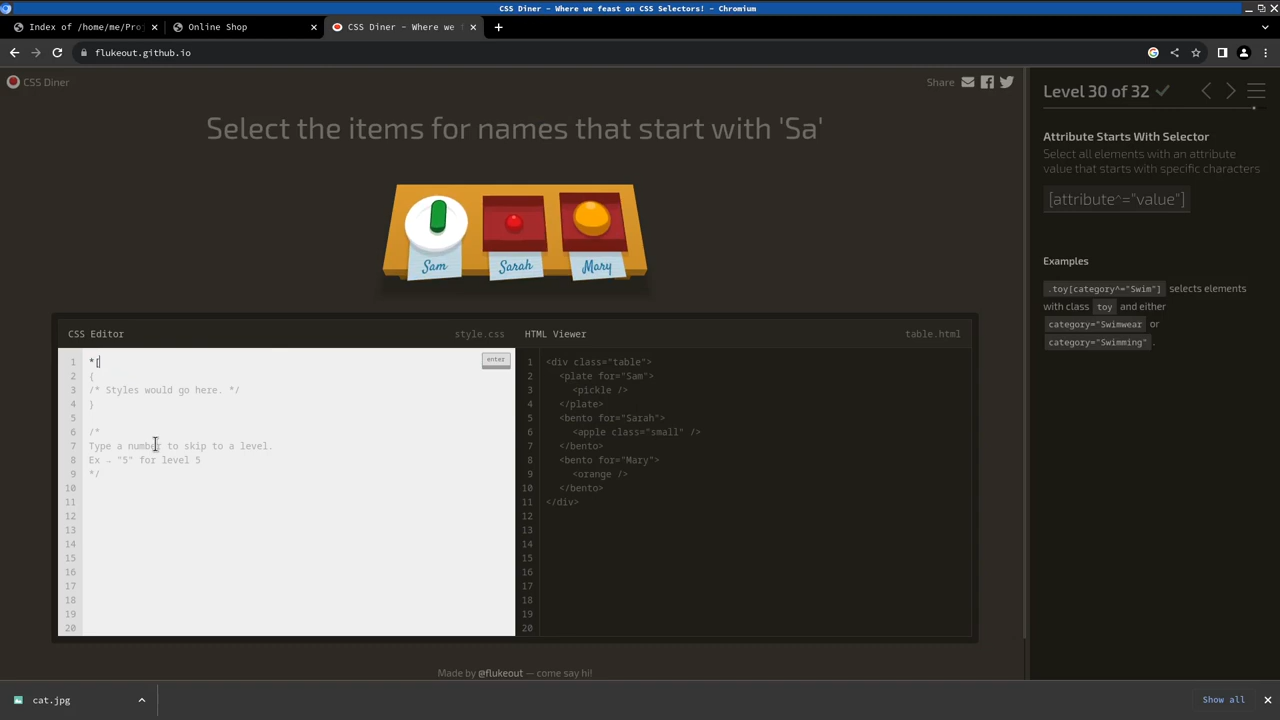 CSS Diner - Where we feast on CSS Selectors! - Chromium
Index of /home/me/Proj
Online Shop
CSS Diner - Where we f
flukeout.github.io
CSS Diner
Share
Level 30 of 32
Select the items for names that start with 'Sa'
Attribute Starts With Selector
Select all elements with an attribute
value that starts with specific characters
[attribute^="value"]
Sam
Sarah
Mary
Examples
.toy[category^="Swim"] selects elements
with class toy and either
category="Swimwear or
category="Swimming" .
CSS Editor
style.css
1 *[
enter
2 {
3 /* Styles would go here. */
4 }
5
6 /*
7 Type a number to skip to a level.
8 Ex → "5" for level 5
9 */
10
11
12
13
14
15
16
17
18
19
20
HTML Viewer
table.html
1 <div class="table">
2 <plate for="Sam">
3 <pickle />
4 </plate>
5 <bento for="Sarah">
6 <apple class="small" />
7 </bento>
8 <bento for="Mary">
9 <orange />
10 </bento>
11 </div>
12
13
14
15
16
17
18
19
20
Made by @flukeout — come say hi!
cat.jpg
Show all